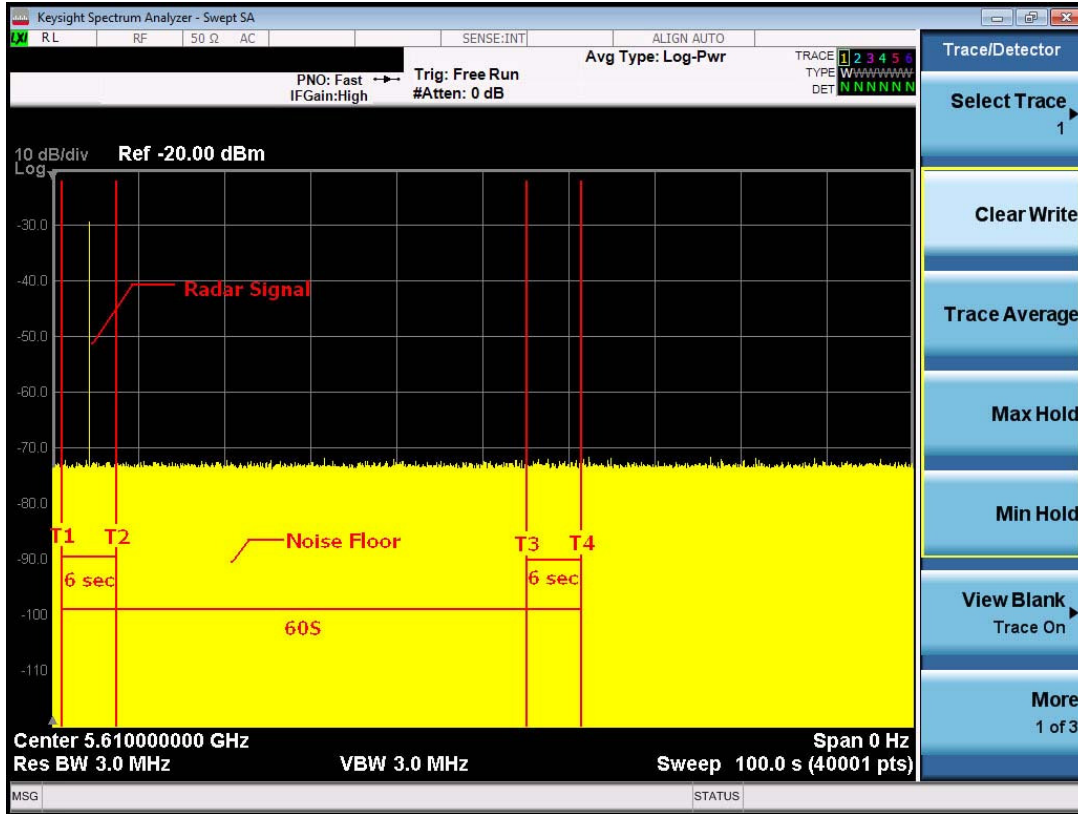 Keysight Spectrum Analyzer - Swept SA
LXI RL RF 50 Ω AC SENSE:INT ALIGN AUTO
Avg Type: Log-Pwr
PNO: Fast
IFGain:High
Trig: Free Run
#Atten: 0 dB
TRACE 1 2 3 4 5 6
TYPE WWWWWW
DET N N N N N N
10 dB/div
Log
Ref -20.00 dBm
-30.0
-40.0
-50.0
-60.0
-70.0
-80.0
-90.0
-100
-110
Radar Signal
T1
T2
Noise Floor
T3
T4
6 sec
6 sec
60S
Center 5.610000000 GHz
Span 0 Hz
Res BW 3.0 MHz
VBW 3.0 MHz
Sweep 100.0 s (40001 pts)
MSG
STATUS
Trace/Detector
Select Trace
1
Clear Write
Trace Average
Max Hold
Min Hold
View Blank
Trace On
More
1 of 3